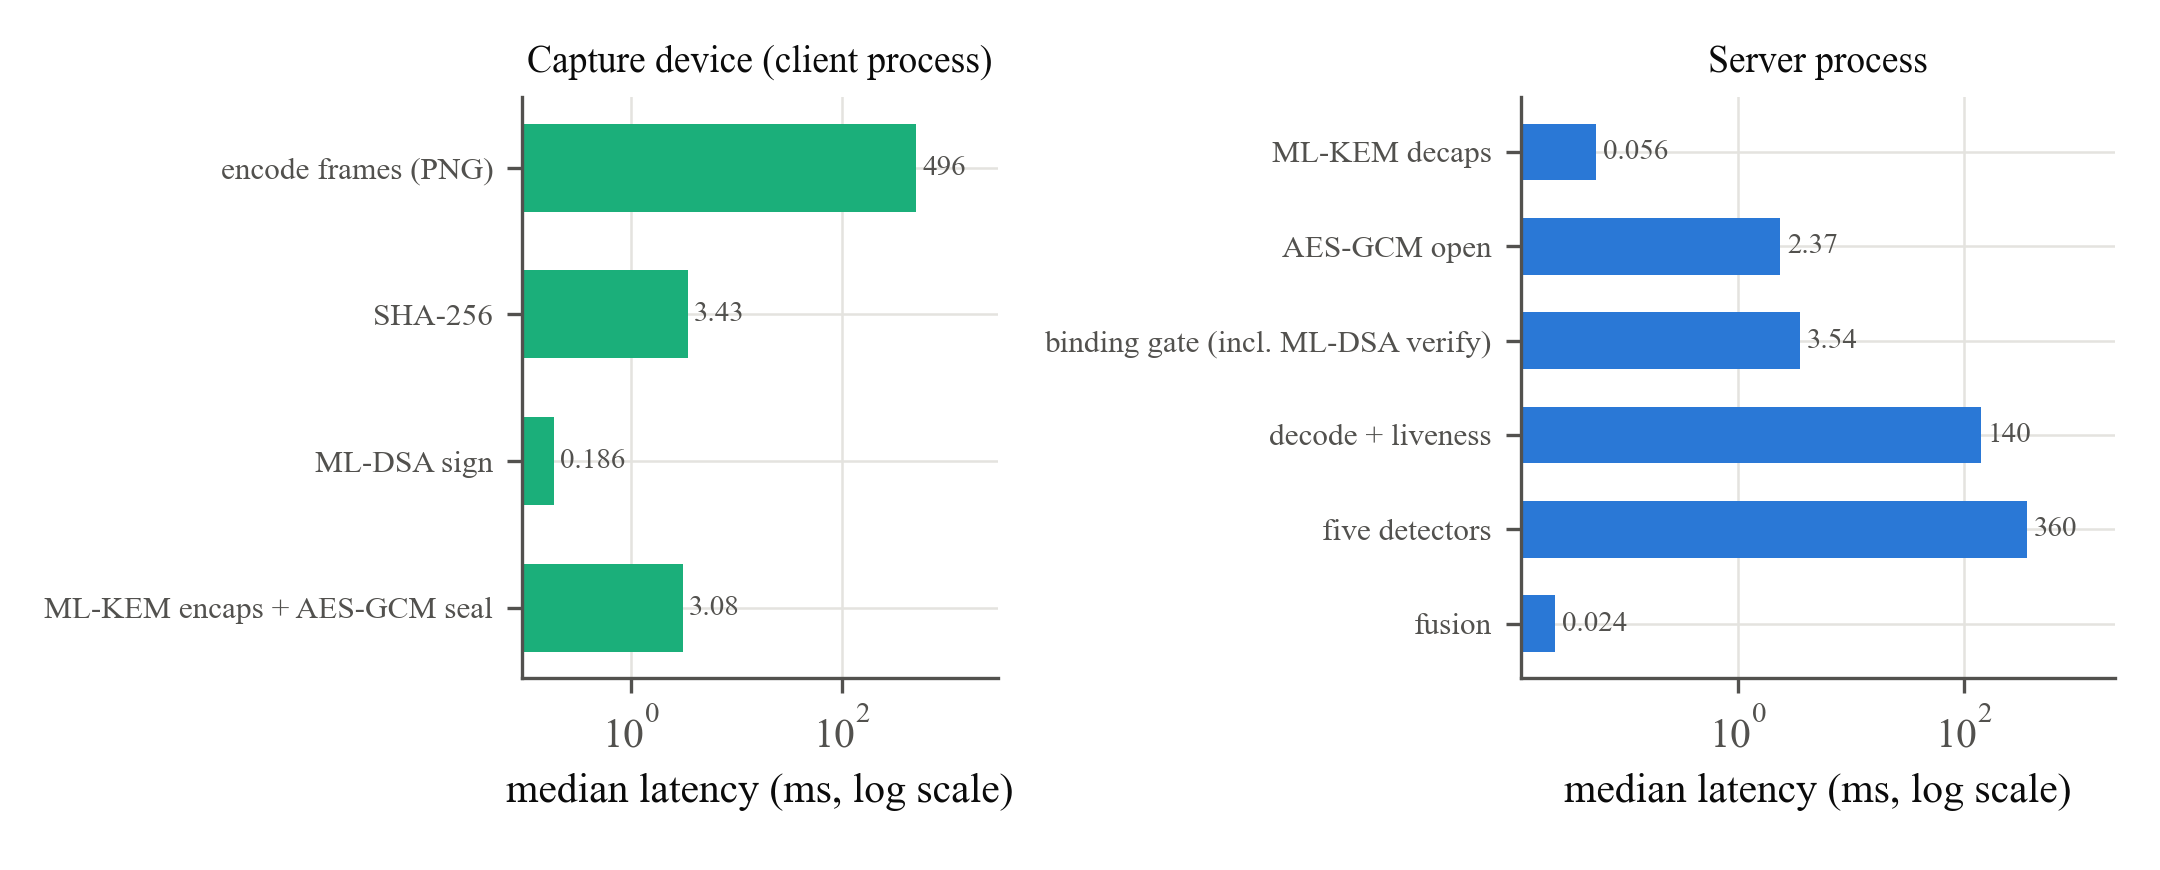 Capture device (client process)
encode frames (PNG)
496
SHA-256
3.43
ML-DSA sign
0.186
ML-KEM encaps + AES-GCM seal
3.08
10^0
10^2
median latency (ms, log scale)
Server process
ML-KEM decaps
0.056
AES-GCM open
2.37
binding gate (incl. ML-DSA verify)
3.54
decode + liveness
140
five detectors
360
fusion
0.024
10^0
10^2
median latency (ms, log scale)